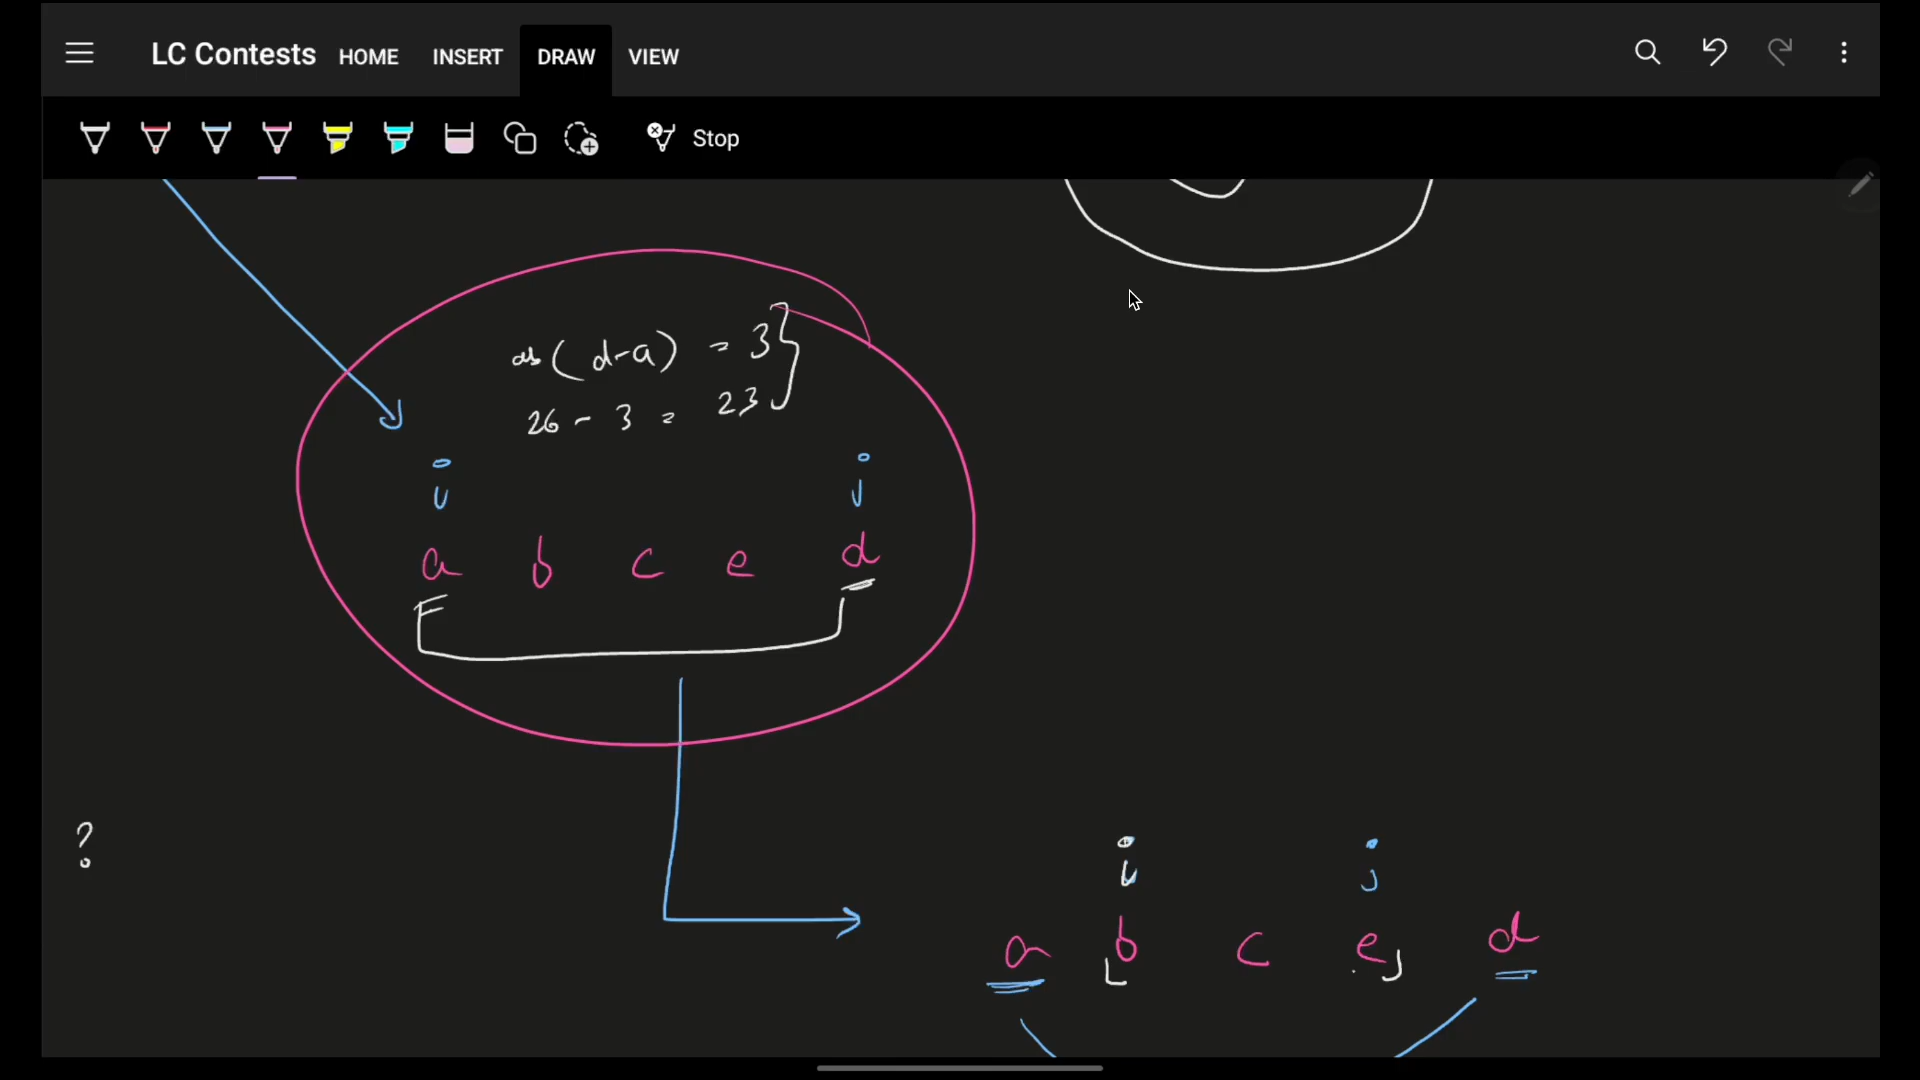 LC Contests HOME INSERT DRAW VIEW
Stop
abs(d-a) = 3
26 - 3 = 23
i j
a b c e d
?
i j
a b c e d